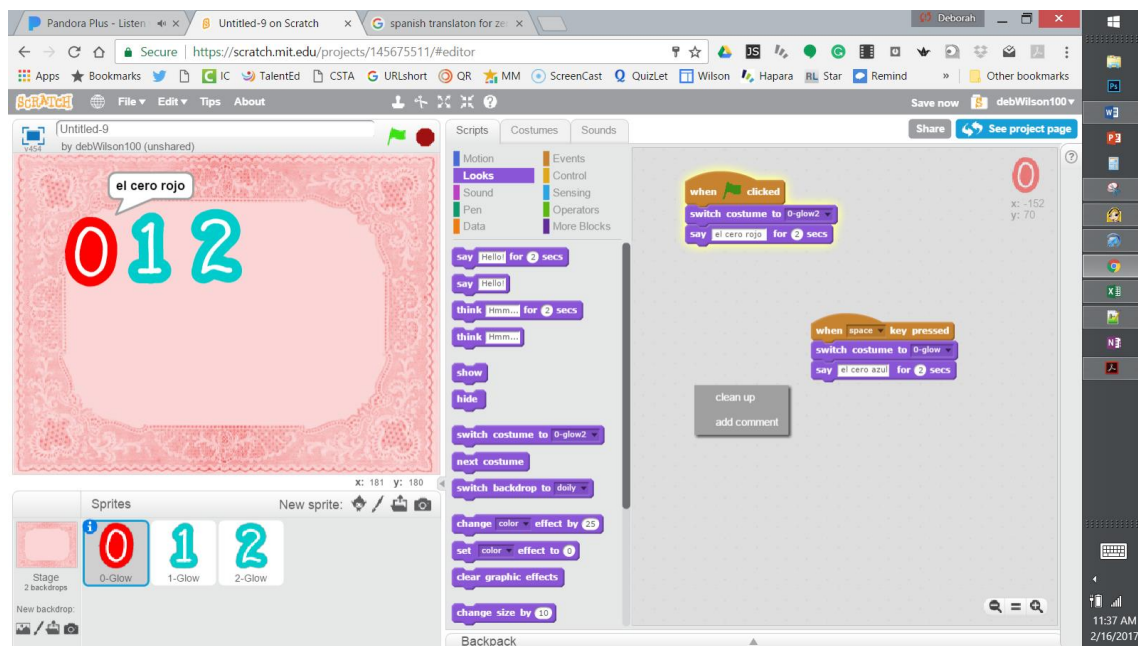 Pandora Plus - Listen
Untitled-9 on Scratch
spanish translaton for ze
Deborah
Secure | https://scratch.mit.edu/projects/145675511/#editor
Apps Bookmarks IC TalentEd CSTA URLshort QR MM ScreenCast QuizLet Wilson Hapara RL Star Remind » Other bookmarks
SCRATCH File Edit Tips About Save now debWilson100
Untitled-9
v454 by debWilson100 (unshared)
Scripts Costumes Sounds
Share See project page
Motion Events
Looks Control
Sound Sensing
Pen Operators
Data More Blocks
el cero rojo
0 1 2
say Hello! for 2 secs
say Hello!
think Hmm... for 2 secs
think Hmm...
show
hide
switch costume to 0-glow2
next costume
switch backdrop to doily
change color effect by 25
set color effect to 0
clear graphic effects
change size by 10
when clicked
switch costume to 0-glow2
say el cero rojo for 2 secs
x: -152
y: 70
when space key pressed
switch costume to 0-glow
say el cero azul for 2 secs
clean up
add comment
x: 181 y: 180
Sprites New sprite:
0 1 2
Stage
2 backdrops
0-Glow 1-Glow 2-Glow
New backdrop:
Backpack
11:37 AM
2/16/2017